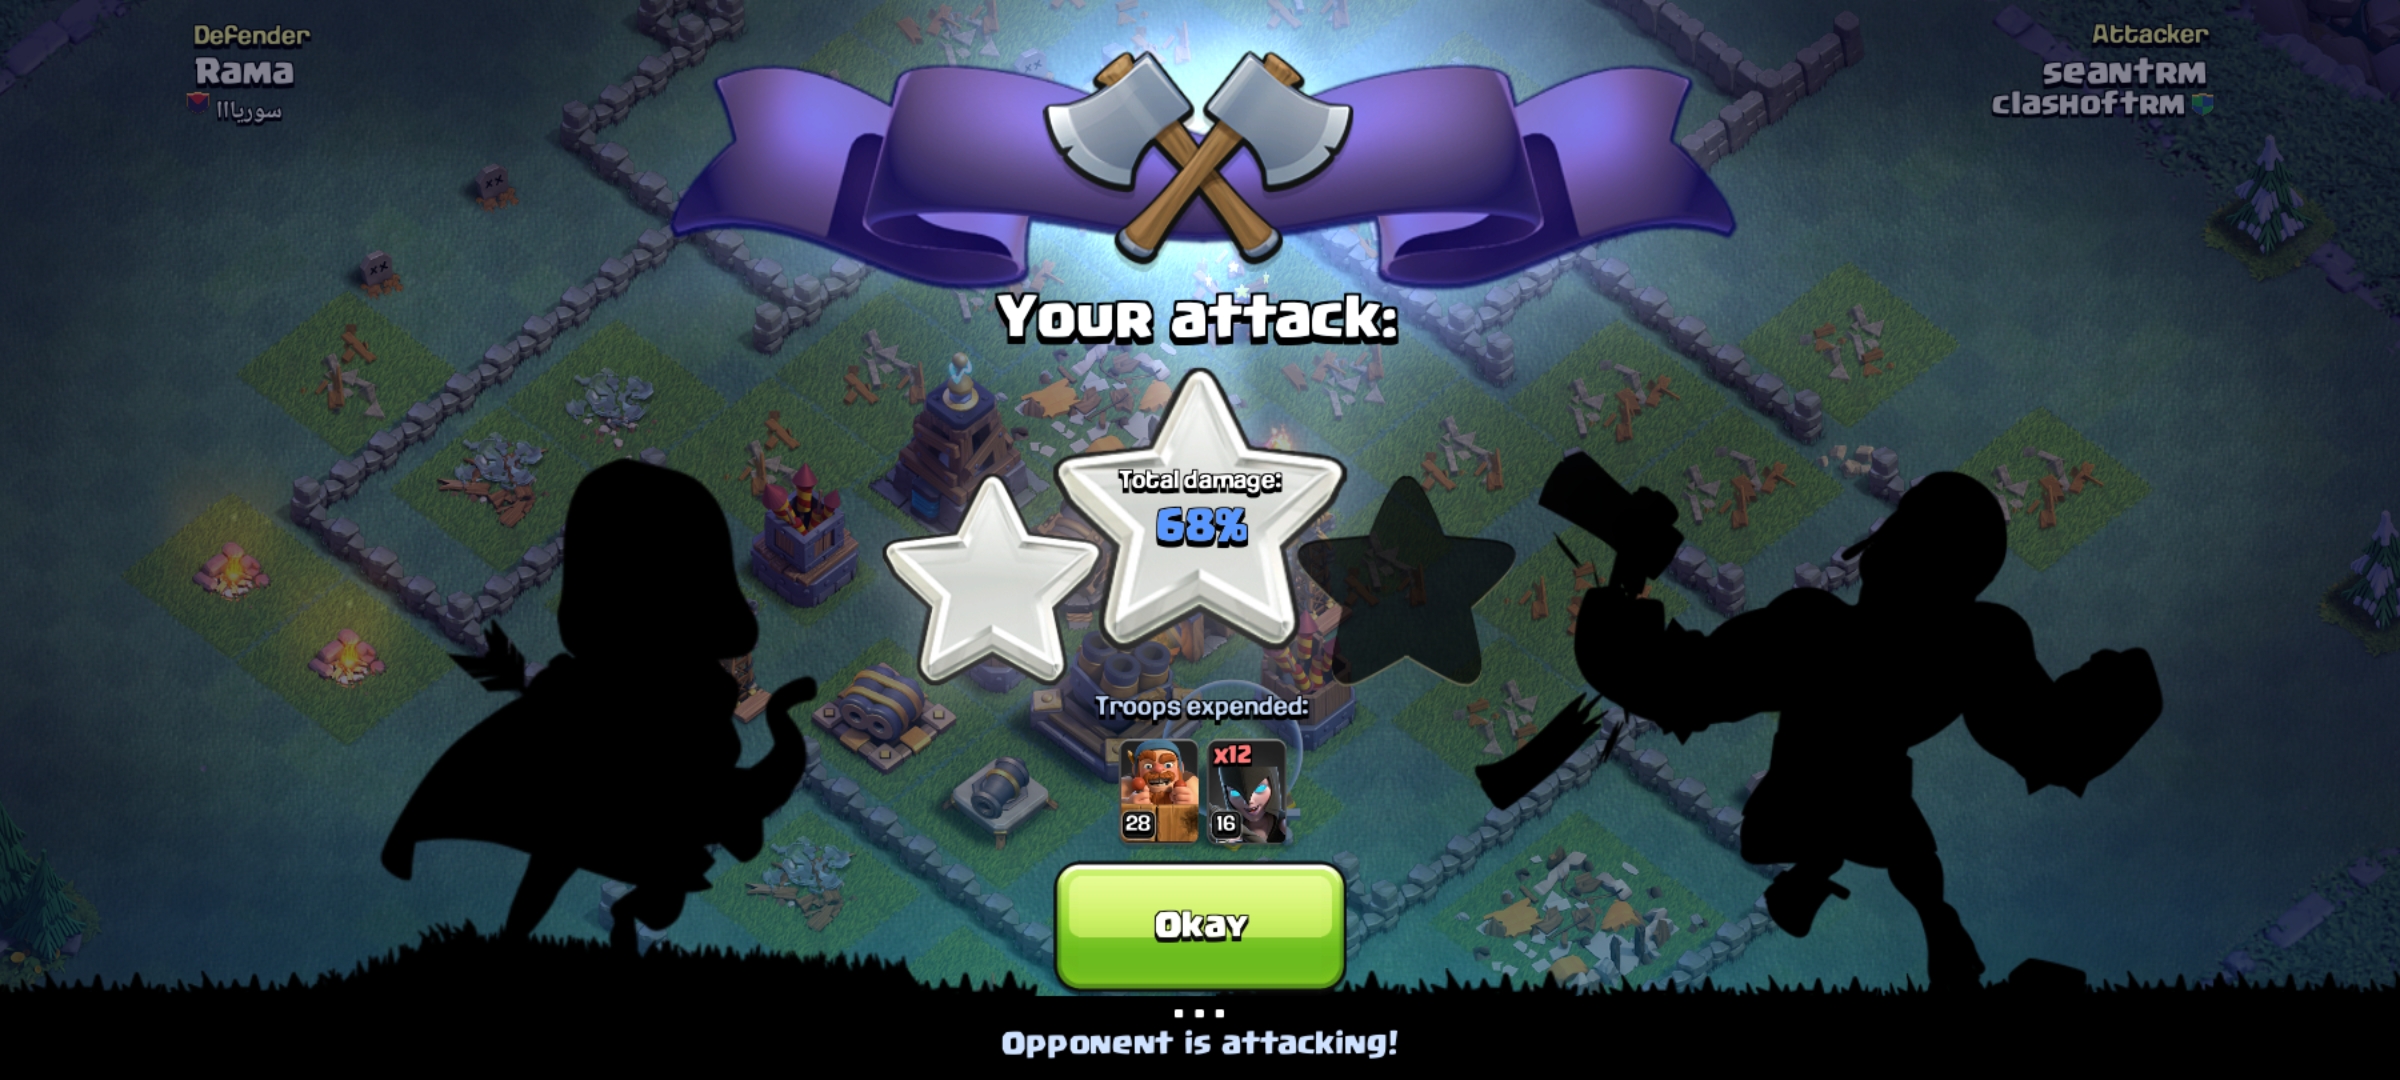 Defender
Rama
سورياااا
Attacker
seantRM
clashoftRM
Your attack:
Total damage:
68%
Troops expended:
28
x12
16
Okay
...
Opponent is attacking!